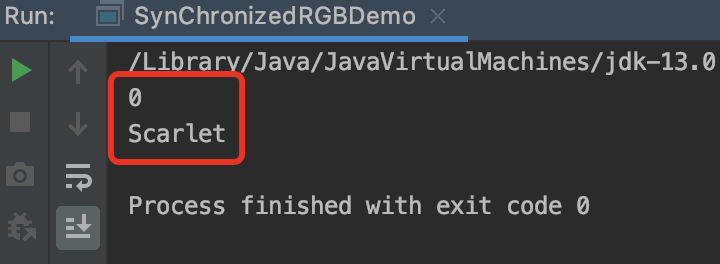 Run: SynChronizedRGBDemo
/Library/Java/JavaVirtualMachines/jdk-13.0
0
Scarlet
Process finished with exit code 0